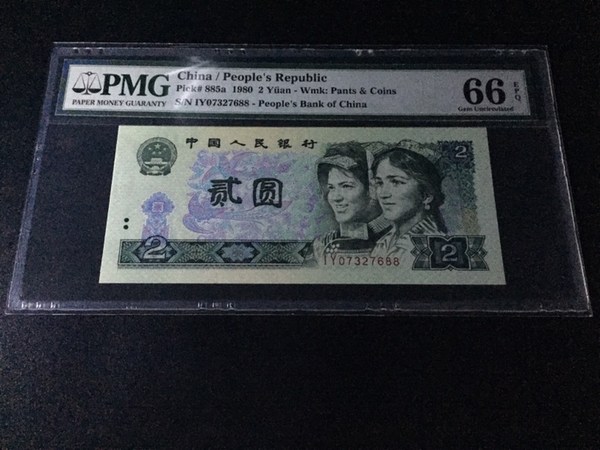 PMG
PAPER MONEY GUARANTY
China / People's Republic
Pick# 885a 1980 2 Yüan - Wmk: Pants & Coins
S/N IY07327688 - People's Bank of China
66 EPQ
Gem Uncirculated
中国人民银行
2
贰圆
2
IY07327688
2